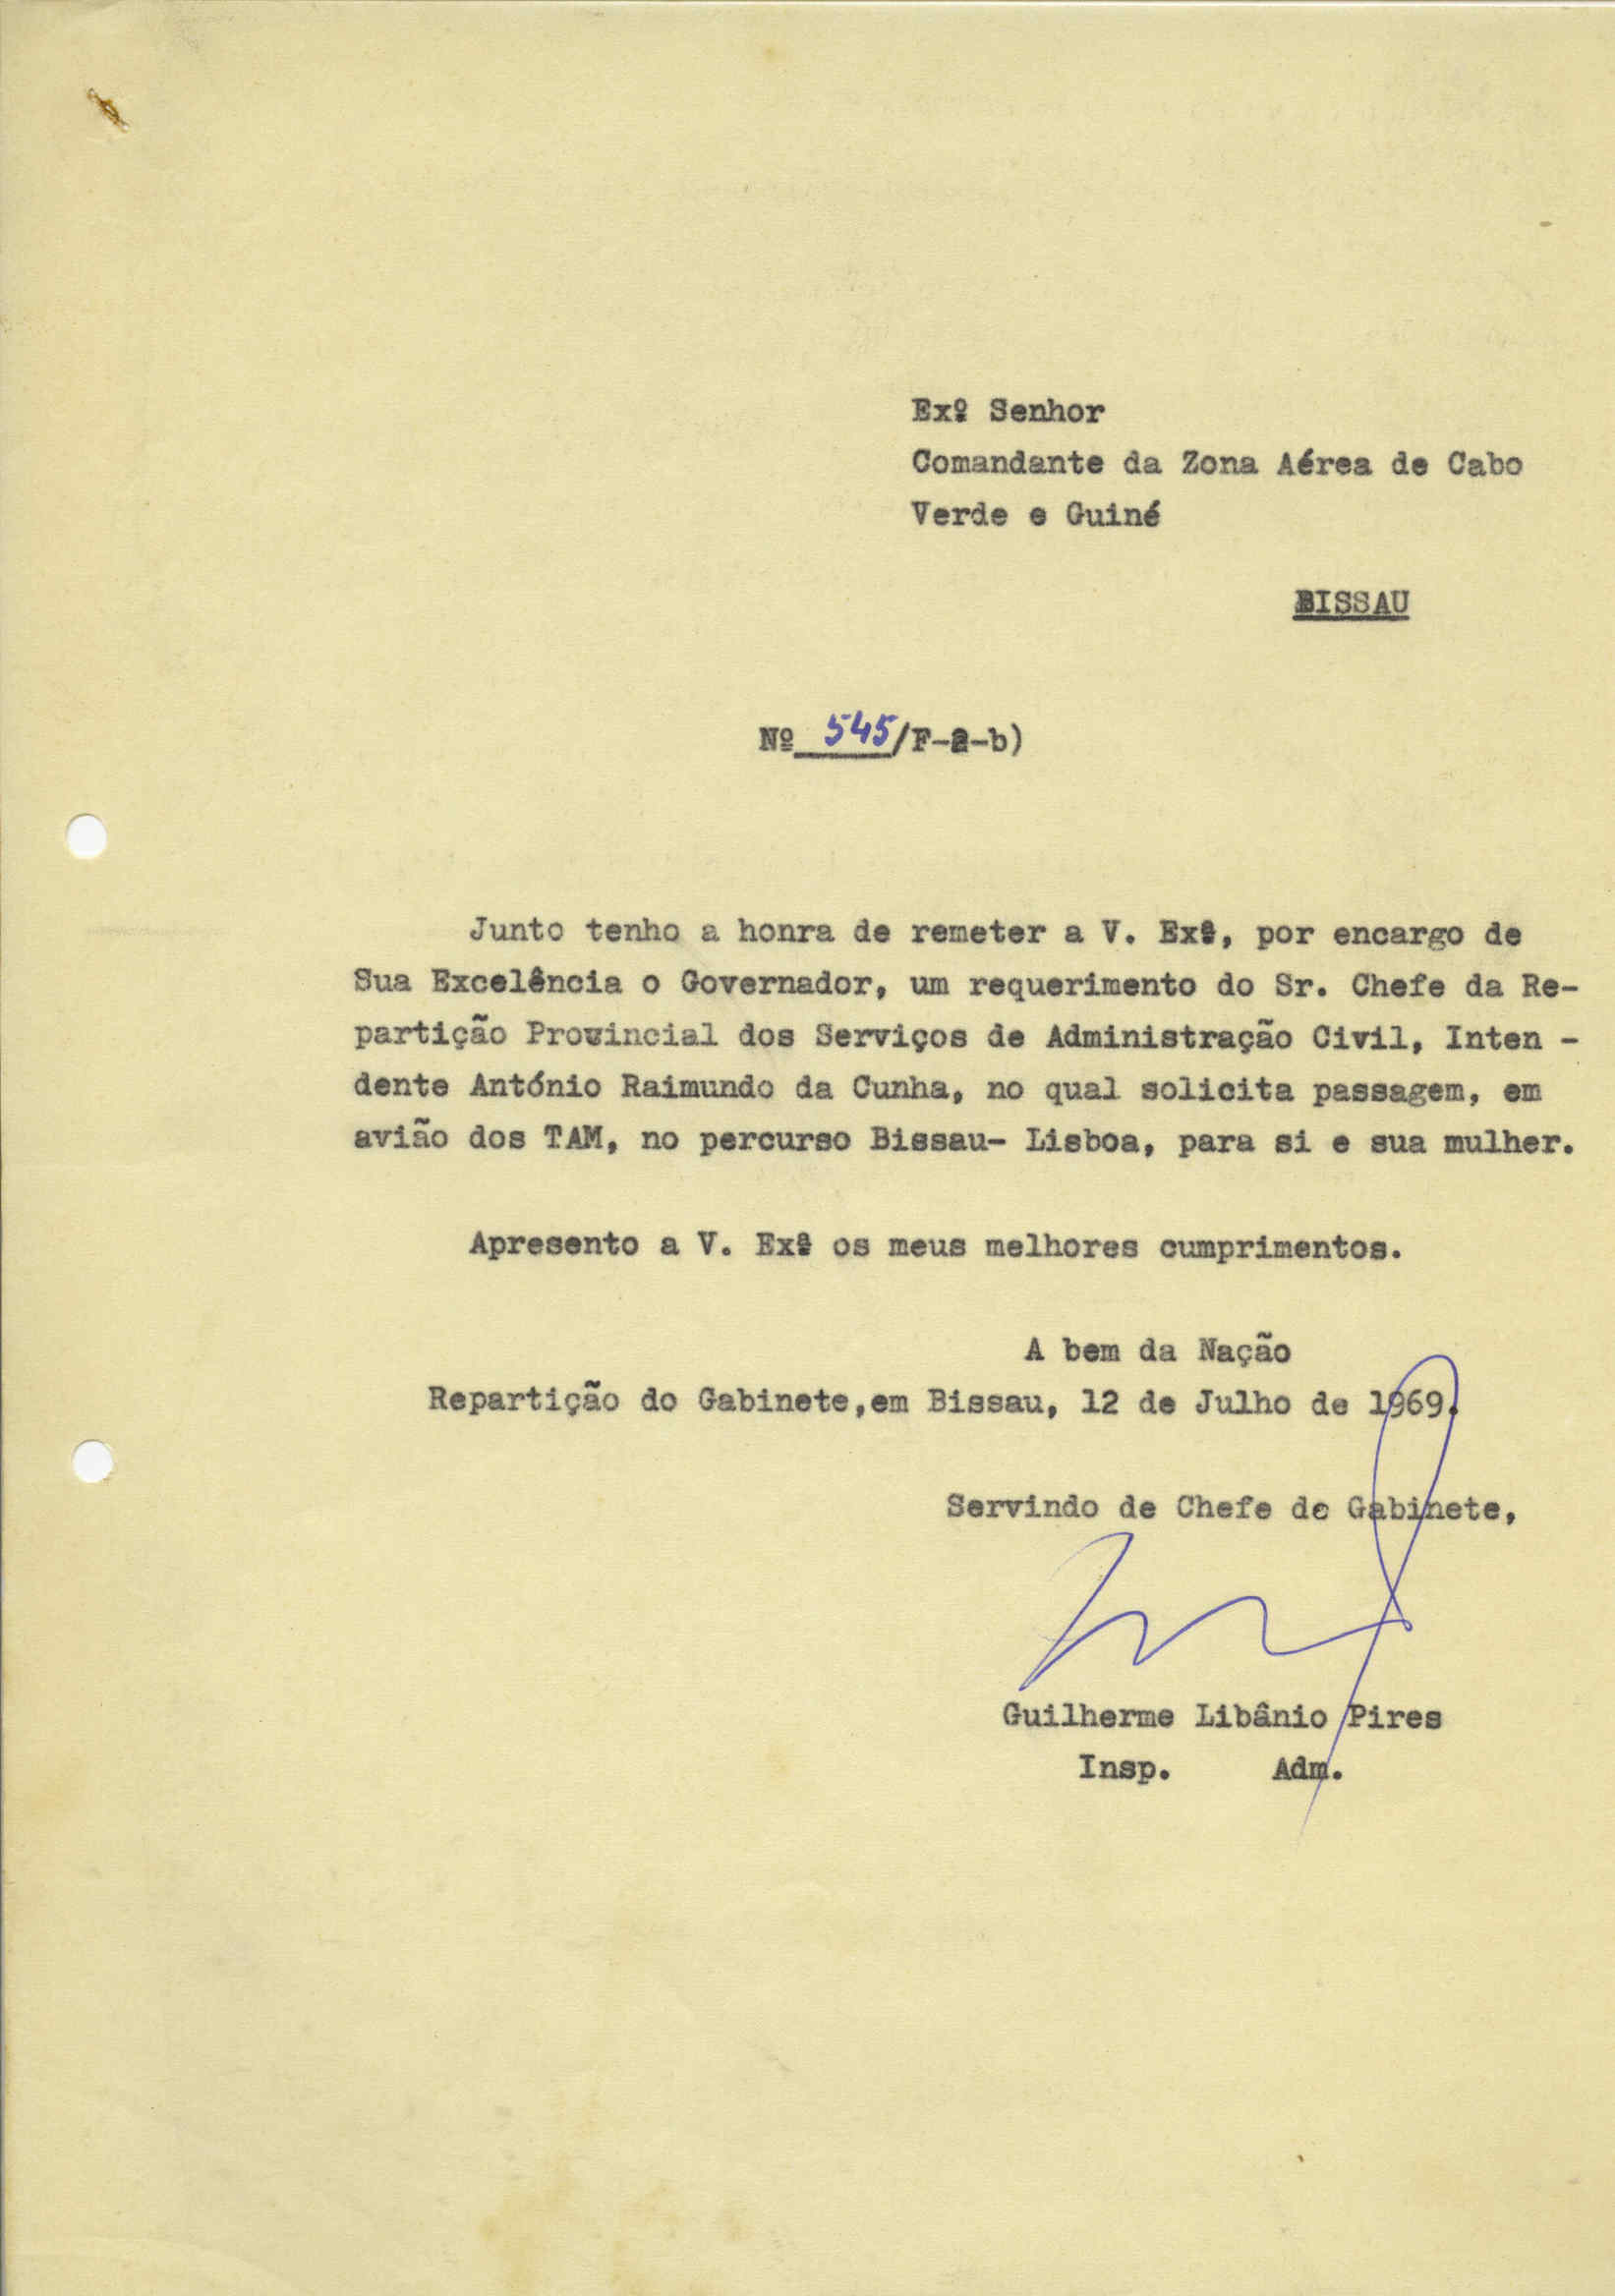 Exº Senhor
Comandante da Zona Aérea de Cabo
Verde e Guiné
BISSAU
Nº 545/F-2-b)
Junto tenho a honra de remeter a V. Exª, por encargo de
Sua Excelência o Governador, um requerimento do Sr. Chefe da Re-
partição Provincial dos Serviços de Administração Civil, Inten -
dente António Raimundo da Cunha, no qual solicita passagem, em
avião dos TAM, no percurso Bissau- Lisboa, para si e sua mulher.
Apresento a V. Exª os meus melhores cumprimentos.
A bem da Nação
Repartição do Gabinete,em Bissau, 12 de Julho de 1969.
Servindo de Chefe de Gabinete,
Guilherme Libânio Pires
Insp. Adm.